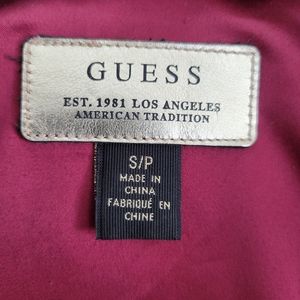 GUESS
EST. 1981 LOS ANGELES
AMERICAN TRADITION
S/P
MADE IN
CHINA
FABRIQUÉ EN
CHINE